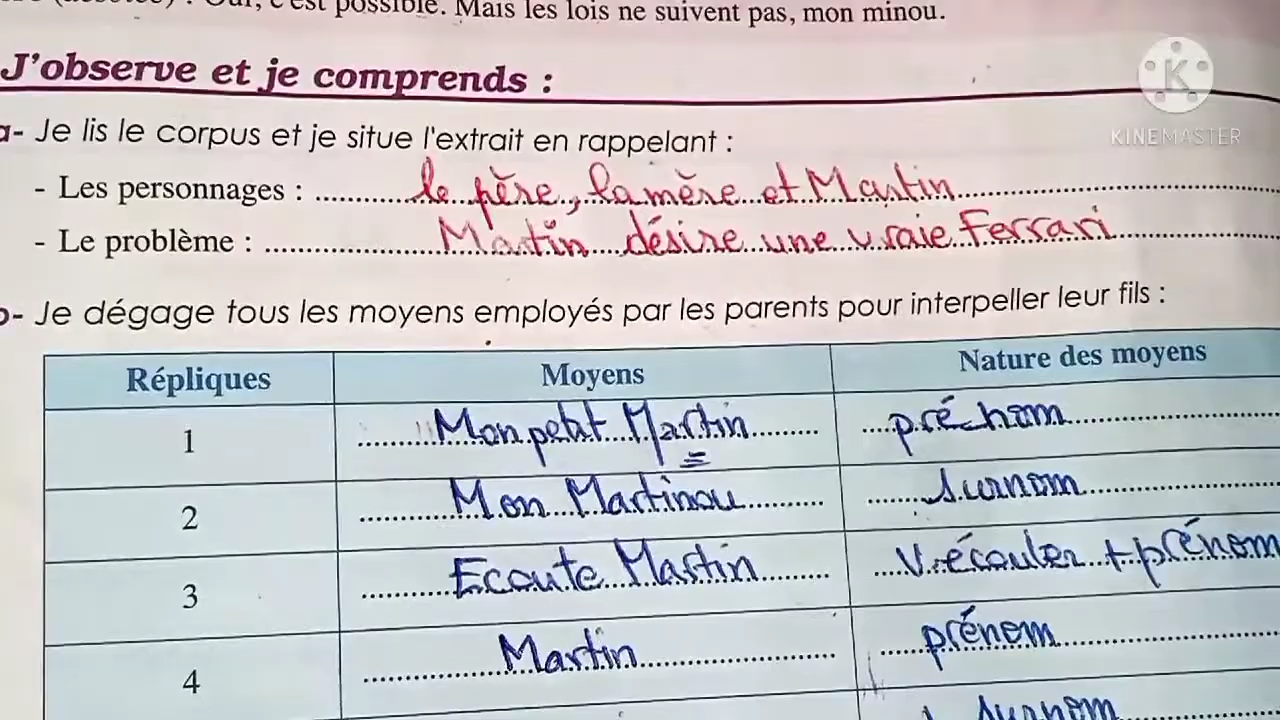 c'est possible. Mais les lois ne suivent pas, mon minou.
J'observe et je comprends :
KINEMASTER
a- Je lis le corpus et je situe l'extrait en rappelant :
- Les personnages : le père, la mère et Martin
- Le problème : Martin désire une vraie Ferrari
b- Je dégage tous les moyens employés par les parents pour interpeller leur fils :
Répliques Moyens Nature des moyens
1 Mon petit Martin prénom
2 Mon Martinou surnom
3 Ecoute Martin V.écouter + prénom
4 Martin prénom
surnom